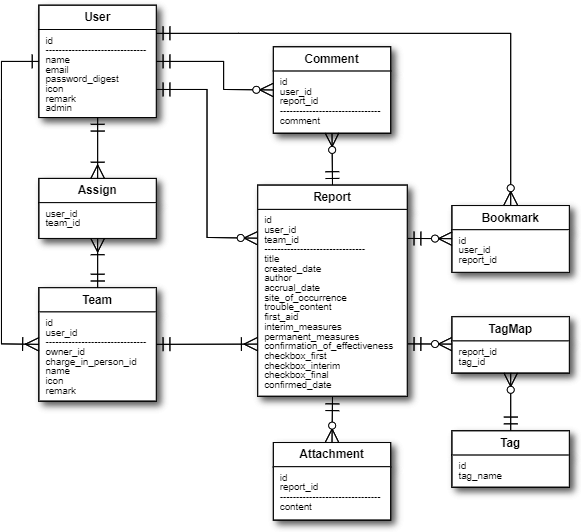 User
id
name
email
password_digest
icon
remark
admin
Comment
id
user_id
report_id
comment
Assign
user_id
team_id
Report
id
user_id
team_id
title
created_date
author
accrual_date
site_of_occurrence
trouble_content
first_aid
interim_measures
permanent_measures
confirmation_of_effectiveness
checkbox_first
checkbox_interim
checkbox_final
confirmed_date
Bookmark
id
user_id
report_id
Team
id
user_id
owner_id
charge_in_person_id
name
icon
remark
TagMap
report_id
tag_id
Tag
id
tag_name
Attachment
id
report_id
content